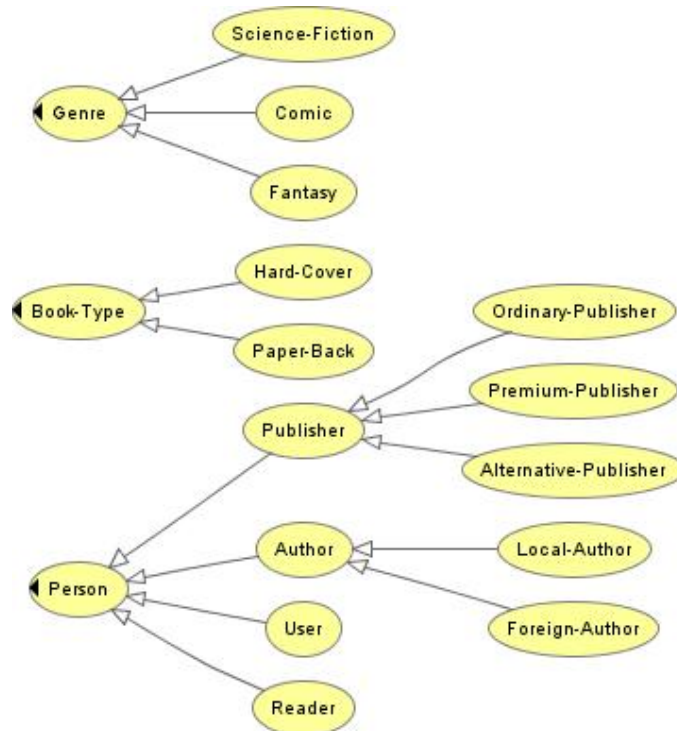 Science-Fiction
Genre
Comic
Fantasy
Hard-Cover
Book-Type
Paper-Back
Ordinary-Publisher
Premium-Publisher
Publisher
Alternative-Publisher
Author
Local-Author
Person
User
Foreign-Author
Reader